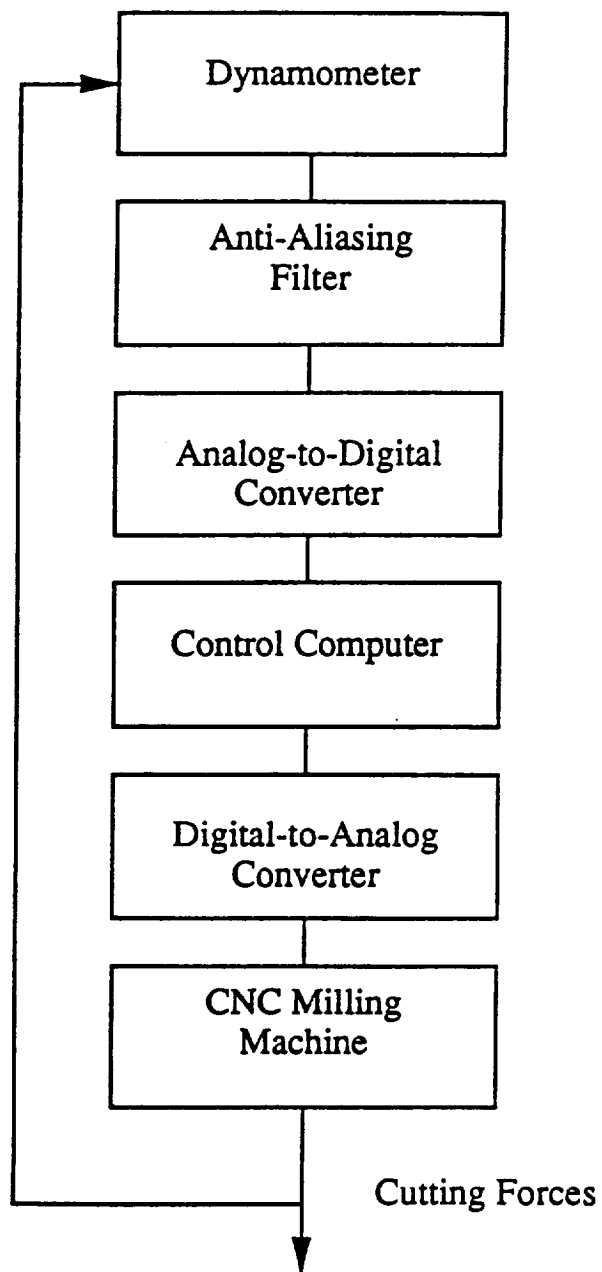 Dynamometer
Anti-Aliasing
Filter
Analog-to-Digital
Converter
Control Computer
Digital-to-Analog
Converter
CNC Milling
Machine
Cutting Forces